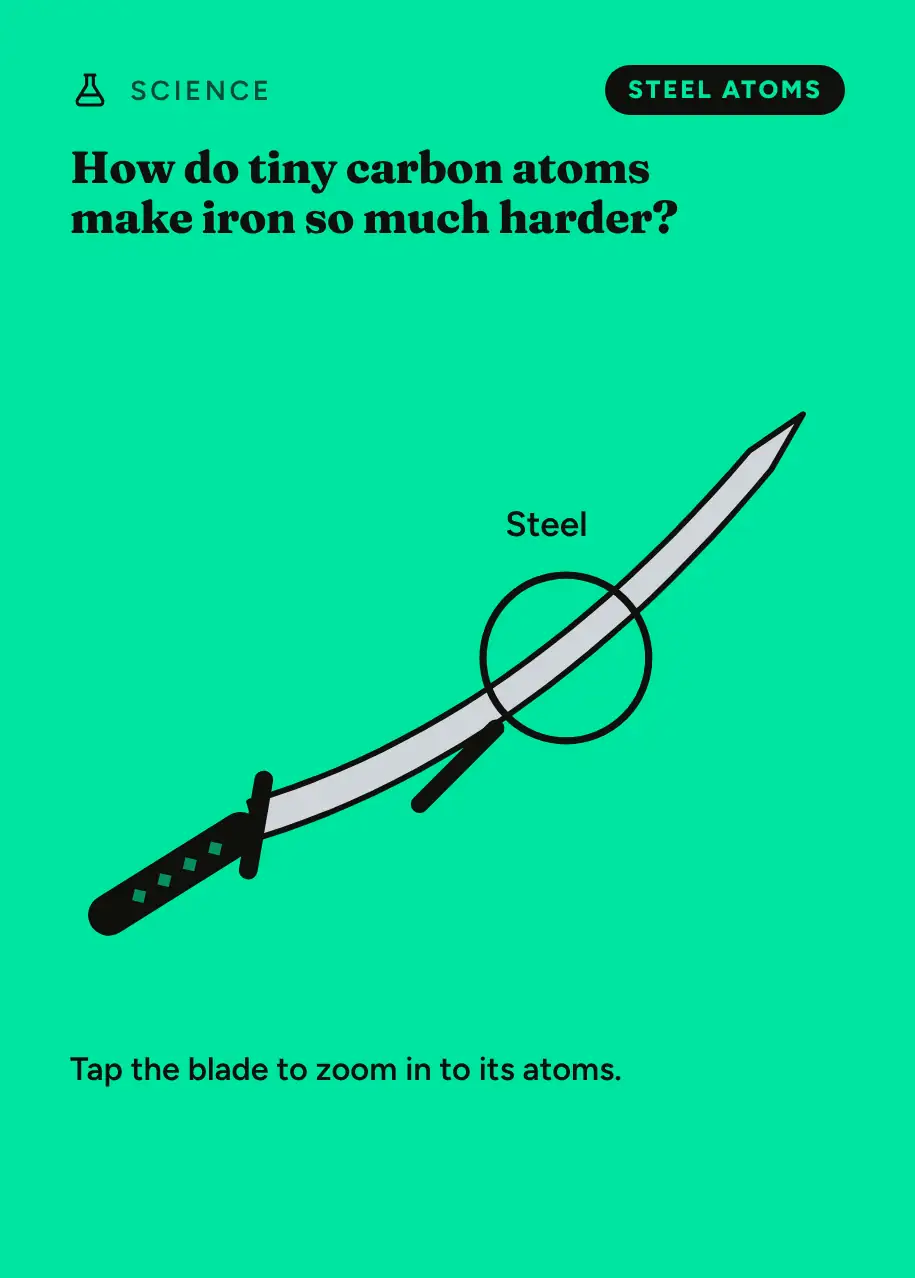 SCIENCE
STEEL ATOMS
How do tiny carbon atoms
make iron so much harder?
Steel
Tap the blade to zoom in to its atoms.